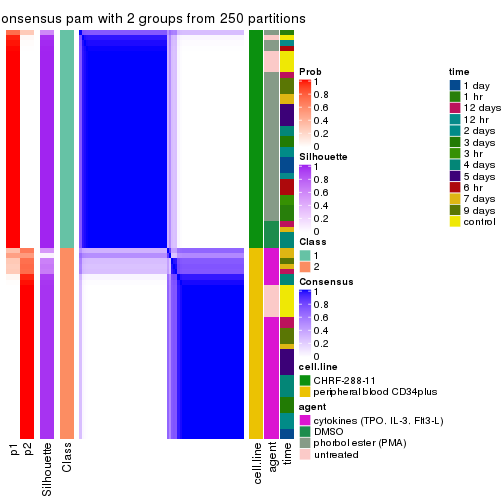 onsensus pam with 2 groups from 250 partitions
Prob
1
0.8
0.6
0.4
0.2
0
Silhouette
1
0.8
0.6
0.4
0.2
0
Class
1
2
Consensus
1
0.8
0.6
0.4
0.2
0
cell.line
CHRF-288-11
peripheral blood CD34plus
agent
cytokines (TPO. IL-3. Flt3-L)
DMSO
phorbol ester (PMA)
untreated
time
1 day
1 hr
12 days
12 hr
2 days
3 days
3 hr
4 days
5 days
6 hr
7 days
9 days
control
p1
p2
Silhouette
Class
cell.line
agent
time